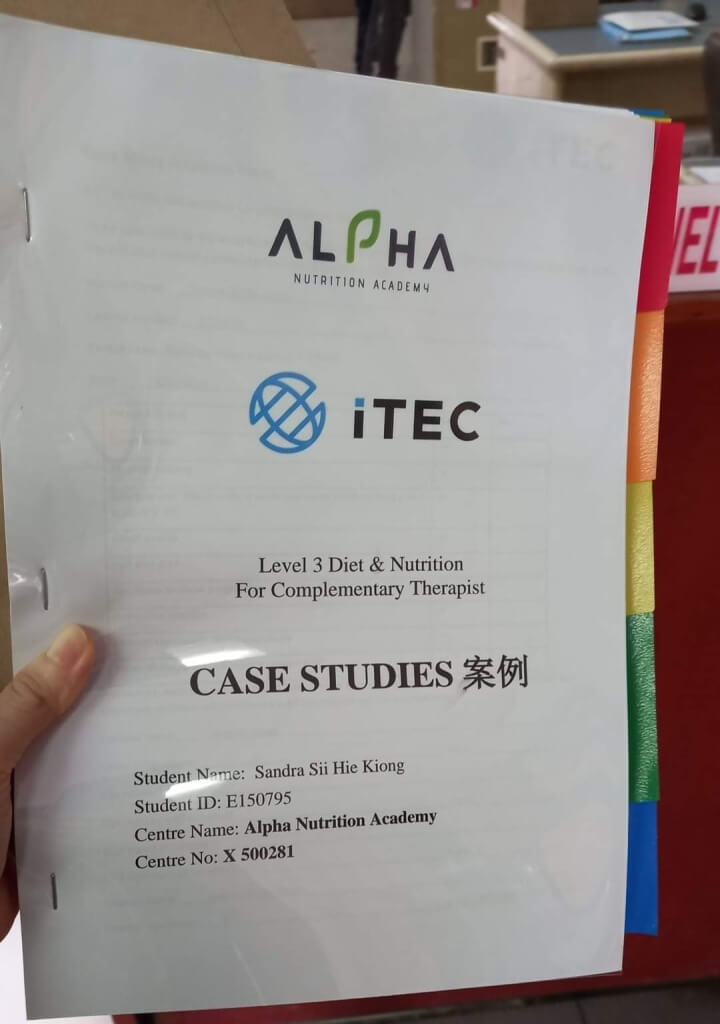 ALPHA
NUTRITION ACADEMY
iTEC
Level 3 Diet & Nutrition
For Complementary Therapist
CASE STUDIES 案例
Student Name: Sandra Sii Hie Kiong
Student ID: E150795
Centre Name: Alpha Nutrition Academy
Centre No: X 500281